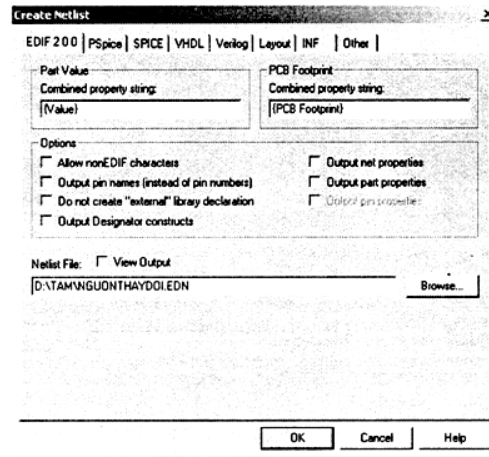 Create Netlist
EDIF 200 PSpice SPICE VHDL Verilog Layout INF Other
Part Value
Combined property string:
{Value}
PCB Footprint
Combined property string:
{PCB Footprint}
Options
Allow nonEDIF characters
Output pin names (instead of pin numbers)
Do not create "external" library declaration
Output Designator constructs
Output net properties
Output part properties
Output pin properties
Netlist File: View Output
D:\TAM\NGUONTHAYDOI.EDN
Browse...
OK Cancel Help